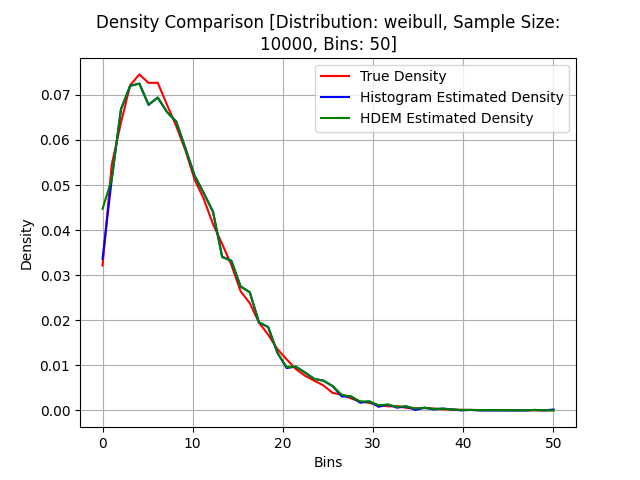 Density Comparison [Distribution: weibull, Sample Size:
10000, Bins: 50]
True Density
Histogram Estimated Density
HDEM Estimated Density
Density
0.07
0.06
0.05
0.04
0.03
0.02
0.01
0.00
0 10 20 30 40 50
Bins